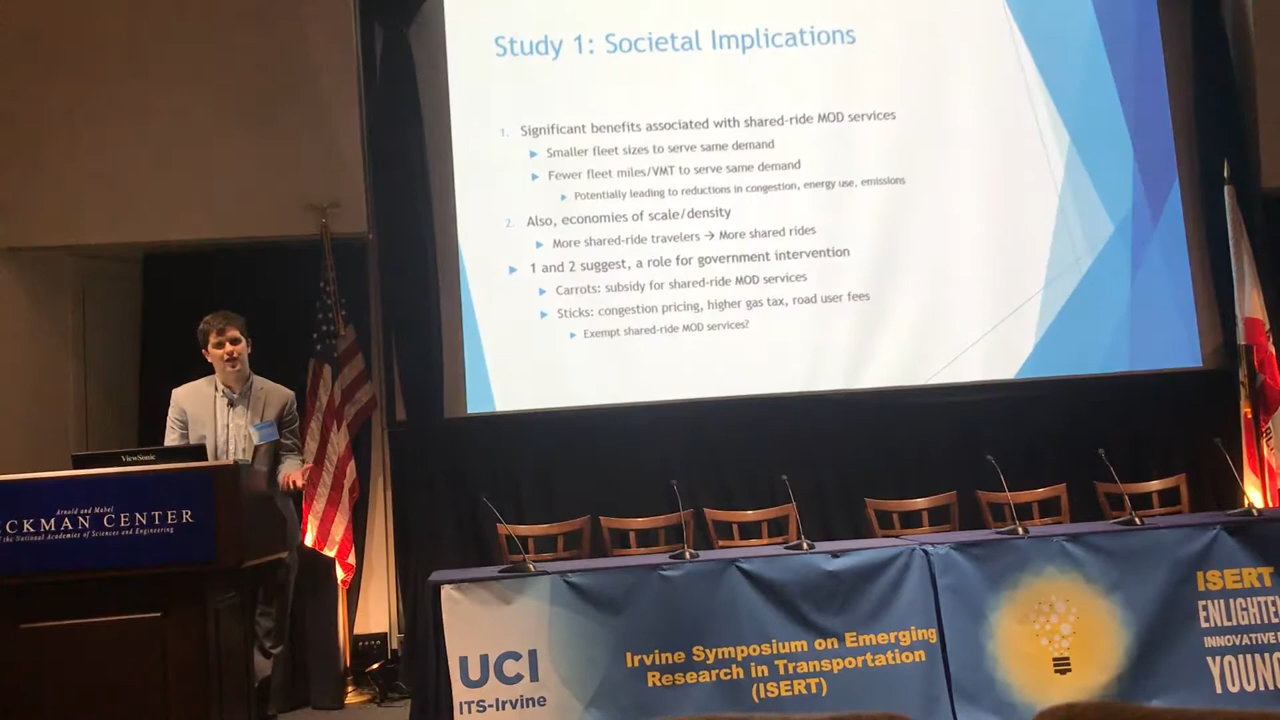 Study 1: Societal Implications
1. Significant benefits associated with shared-ride MOD services
Smaller fleet sizes to serve same demand
Fewer fleet miles/VMT to serve same demand
Potentially leading to reductions in congestion, energy use, emissions
2. Also, economies of scale/density
More shared-ride travelers → More shared rides
1 and 2 suggest, a role for government intervention
Carrots: subsidy for shared-ride MOD services
Sticks: congestion pricing, higher gas tax, road user fees
Exempt shared-ride MOD services?
ViewSonic
Arnold and Mabel
CKMAN CENTER
the National Academies of Sciences and Engineering
UCI
ITS-Irvine
Irvine Symposium on Emerging
Research in Transportation
(ISERT)
ISERT
ENLIGHTE
INNOVATIVE
YOUNG